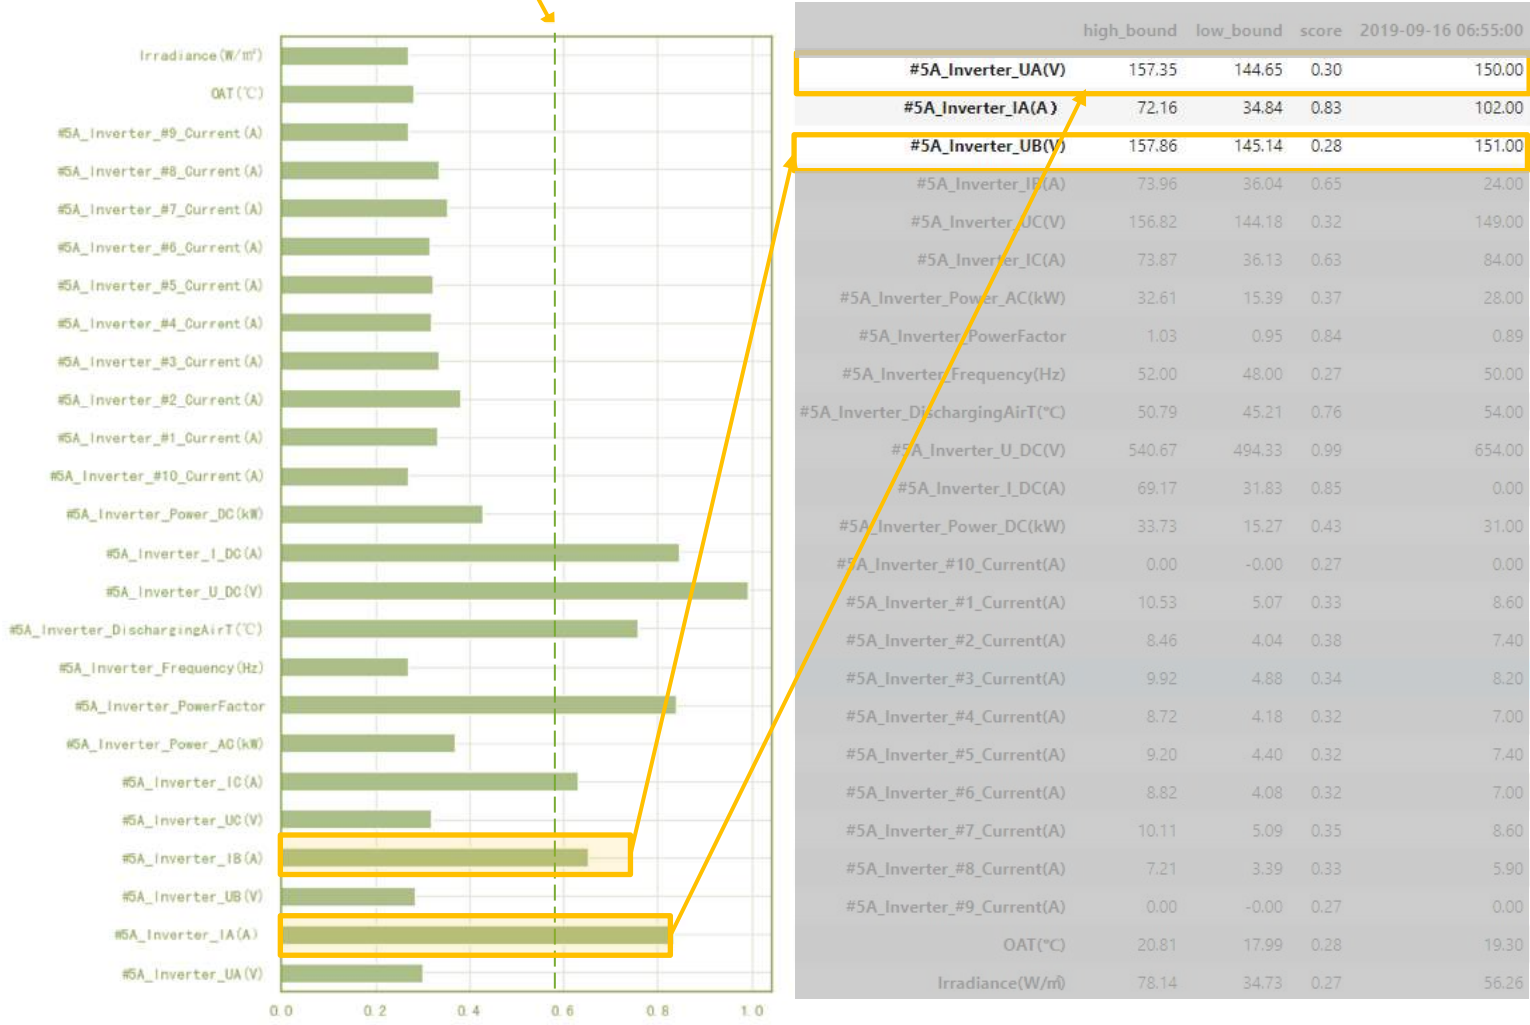 Irradiance(W/㎡)
OAT(℃)
#5A_Inverter_#9_Current(A)
#5A_Inverter_#8_Current(A)
#5A_Inverter_#7_Current(A)
#5A_Inverter_#6_Current(A)
#5A_Inverter_#5_Current(A)
#5A_Inverter_#4_Current(A)
#5A_Inverter_#3_Current(A)
#5A_Inverter_#2_Current(A)
#5A_Inverter_#1_Current(A)
#5A_Inverter_#10_Current(A)
#5A_Inverter_Power_DC(kW)
#5A_Inverter_I_DC(A)
#5A_Inverter_U_DC(V)
#5A_Inverter_DischargingAirT(℃)
#5A_Inverter_Frequency(Hz)
#5A_Inverter_PowerFactor
#5A_Inverter_Power_AC(kW)
#5A_Inverter_IC(A)
#5A_Inverter_UC(V)
#5A_Inverter_IB(A)
#5A_Inverter_UB(V)
#5A_Inverter_IA(A)
#5A_Inverter_UA(V)
0.0 0.2 0.4 0.6 0.8 1.0
high_bound low_bound score 2019-09-16 06:55:00
#5A_Inverter_UA(V) 157.35 144.65 0.30 150.00
#5A_Inverter_IA(A) 72.16 34.84 0.83 102.00
#5A_Inverter_UB(V) 157.86 145.14 0.28 151.00
#5A_Inverter_IB(A) 73.96 36.04 0.65 24.00
#5A_Inverter_UC(V) 156.82 144.18 0.32 149.00
#5A_Inverter_IC(A) 73.87 36.13 0.63 84.00
#5A_Inverter_Power_AC(kW) 32.61 15.39 0.37 28.00
#5A_Inverter_PowerFactor 1.03 0.95 0.84 0.89
#5A_Inverter_Frequency(Hz) 52.00 48.00 0.27 50.00
#5A_Inverter_DischargingAirT(℃) 50.79 45.21 0.76 54.00
#5A_Inverter_U_DC(V) 540.67 494.33 0.99 654.00
#5A_Inverter_I_DC(A) 69.17 31.83 0.85 0.00
#5A_Inverter_Power_DC(kW) 33.73 15.27 0.43 31.00
#5A_Inverter_#10_Current(A) 0.00 -0.00 0.27 0.00
#5A_Inverter_#1_Current(A) 10.53 5.07 0.33 8.60
#5A_Inverter_#2_Current(A) 8.46 4.04 0.38 7.40
#5A_Inverter_#3_Current(A) 9.92 4.88 0.34 8.20
#5A_Inverter_#4_Current(A) 8.72 4.18 0.32 7.00
#5A_Inverter_#5_Current(A) 9.20 4.40 0.32 7.40
#5A_Inverter_#6_Current(A) 8.82 4.08 0.32 7.00
#5A_Inverter_#7_Current(A) 10.11 5.09 0.35 8.60
#5A_Inverter_#8_Current(A) 7.21 3.39 0.33 5.90
#5A_Inverter_#9_Current(A) 0.00 -0.00 0.27 0.00
OAT(℃) 20.81 17.99 0.28 19.30
Irradiance(W/㎡) 78.14 34.73 0.27 56.26